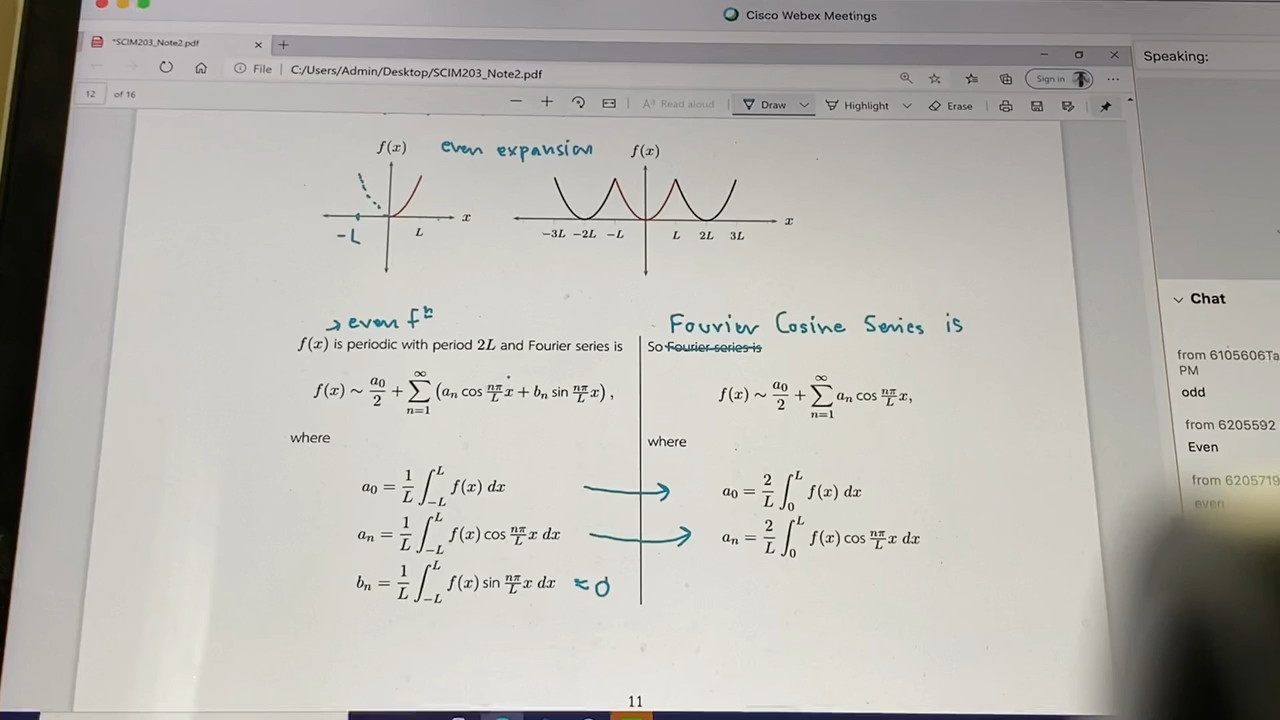 Cisco Webex Meetings
*SCIM203_Note2.pdf
File C:/Users/Admin/Desktop/SCIM203_Note2.pdf
Sign in
Speaking:
12 of 16
Read aloud
Draw
Highlight
Erase
f(x) even expansion f(x)
x x
-L L −3L −2L −L L 2L 3L
→ even fⁿ
Fourier Cosine Series is
f(x) is periodic with period 2L and Fourier series is
So Fourier series is
f(x) ~ a₀/2 + ∑_{n=1}^{∞} (aₙ cos nπ/L x + bₙ sin nπ/L x),
f(x) ~ a₀/2 + ∑_{n=1}^{∞} aₙ cos nπ/L x,
where
where
a₀ = 1/L ∫_{−L}^{L} f(x) dx
→
a₀ = 2/L ∫_{0}^{L} f(x) dx
aₙ = 1/L ∫_{−L}^{L} f(x) cos nπ/L x dx
→
aₙ = 2/L ∫_{0}^{L} f(x) cos nπ/L x dx
bₙ = 1/L ∫_{−L}^{L} f(x) sin nπ/L x dx = 0
11
Chat
from 6105606Ta
PM
odd
from 6205592
Even
from 6205719
even